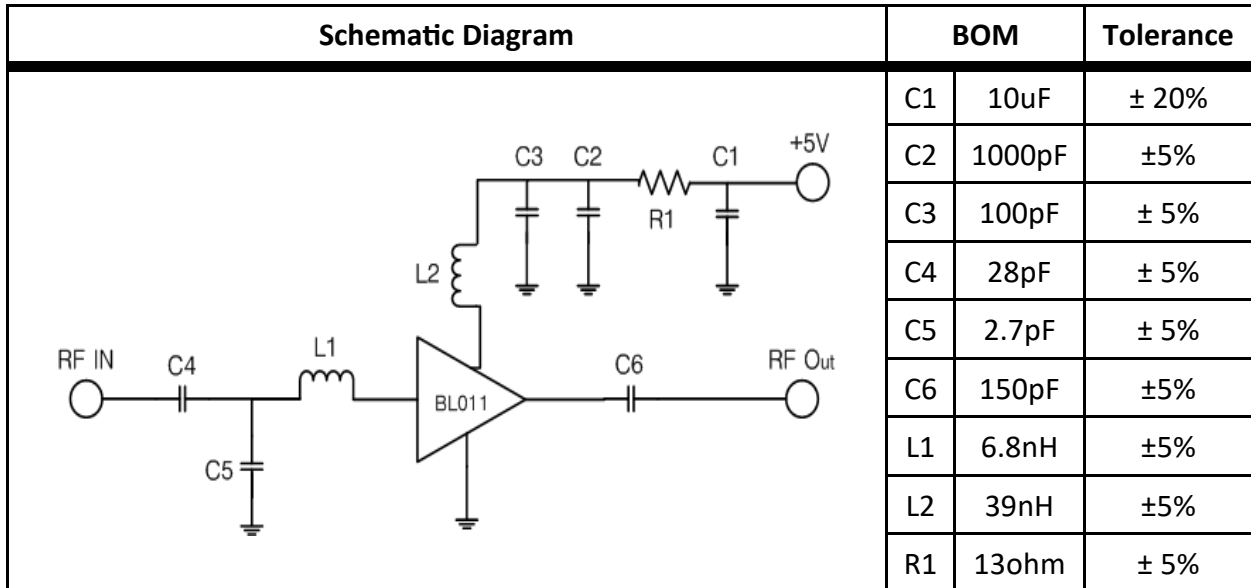 Schematic Diagram BOM Tolerance
C1 10uF ± 20%
C2 1000pF ±5%
C3 100pF ± 5%
C4 28pF ± 5%
C5 2.7pF ± 5%
C6 150pF ±5%
L1 6.8nH ±5%
L2 39nH ±5%
R1 13ohm ± 5%
+5V
C3 C2 C1
R1
L2
RF IN C4 L1 C6 RF Out
BL011
C5